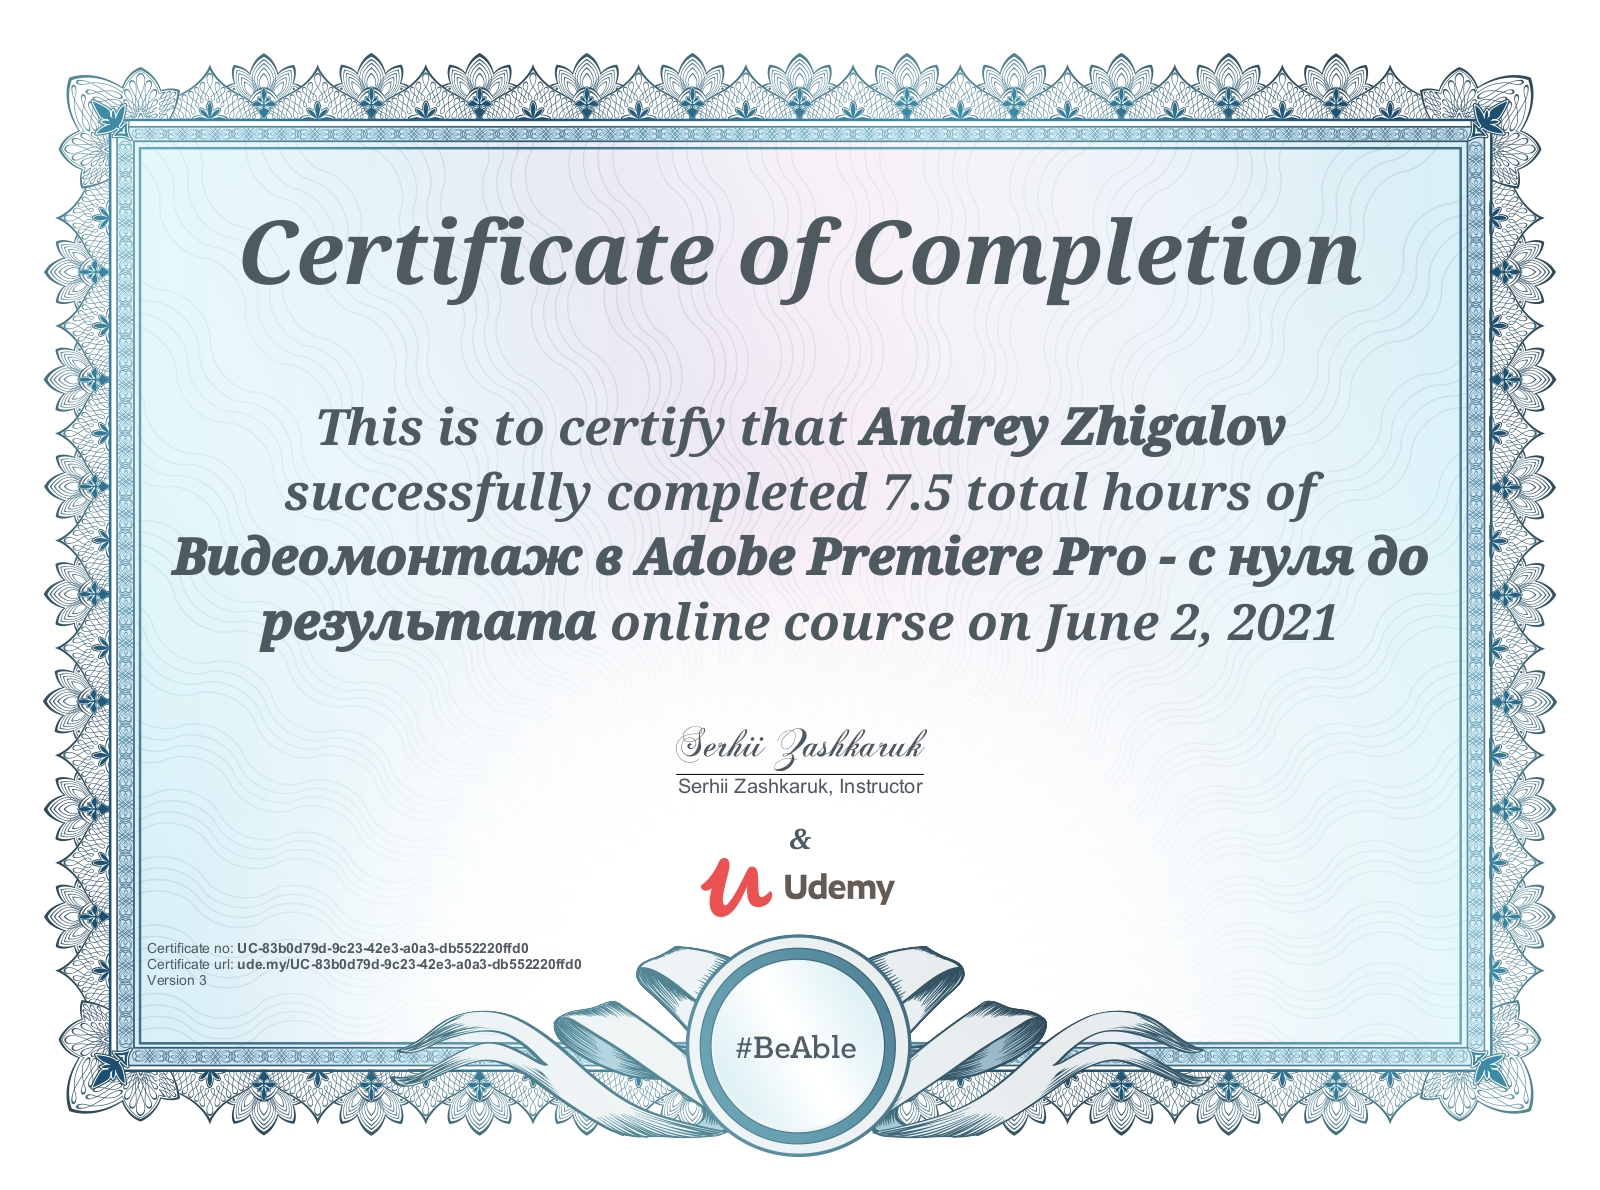 Certificate of Completion
This is to certify that Andrey Zhigalov
successfully completed 7.5 total hours of
Видеомонтаж в Adobe Premiere Pro - с нуля до
результата online course on June 2, 2021
Serhii Zashkaruk
Serhii Zashkaruk, Instructor
&
Udemy
Certificate no: UC-83b0d79d-9c23-42e3-a0a3-db552220ffd0
Certificate url: ude.my/UC-83b0d79d-9c23-42e3-a0a3-db552220ffd0
Version 3
#BeAble